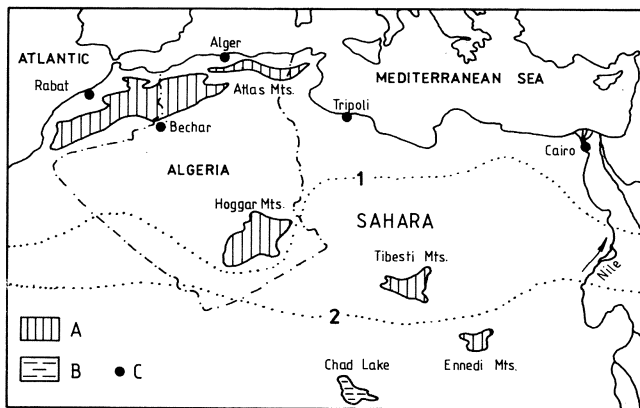 ATLANTIC
Alger
Rabat
Atlas Mts.
MEDITERRANEAN SEA
Bechar
Tripoli
Cairo
ALGERIA
1
Hoggar Mts.
SAHARA
Tibesti Mts.
Nile
2
A
B
C
Chad Lake
Ennedi Mts.